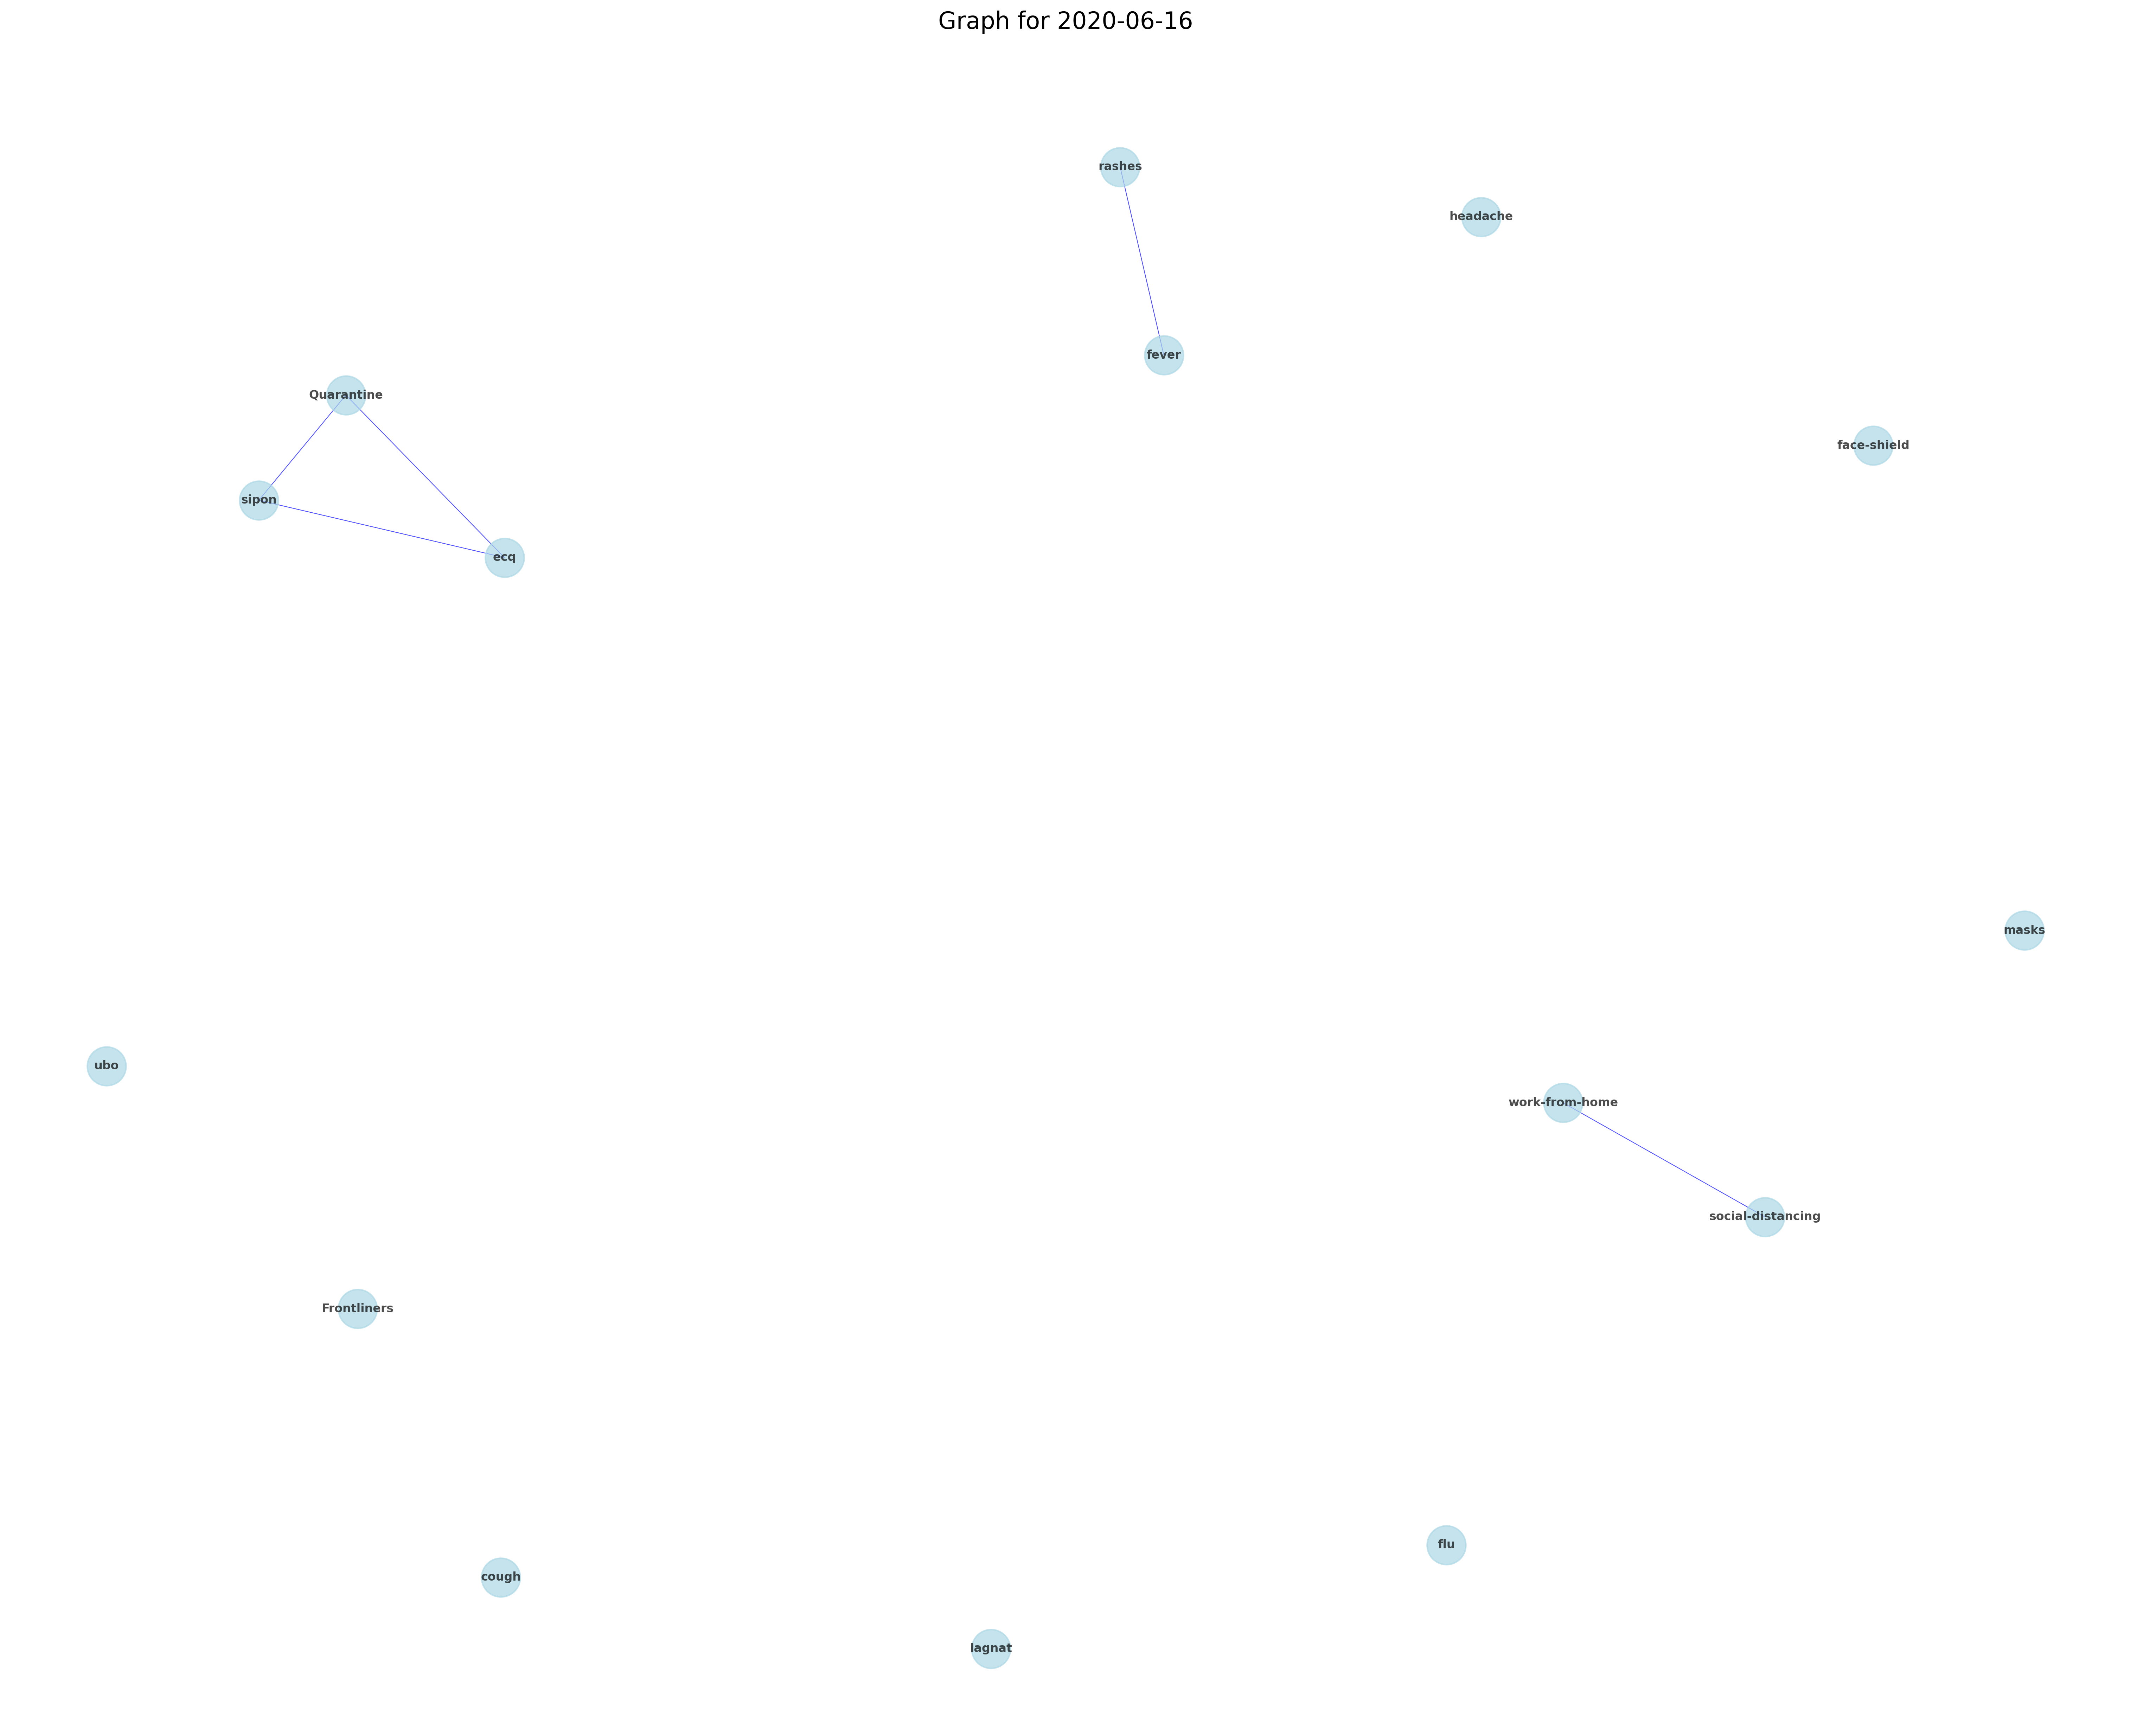 Graph for 2020-06-16
rashes
headache
fever
Quarantine
face-shield
sipon
ecq
masks
ubo
work-from-home
social-distancing
Frontliners
flu
cough
lagnat